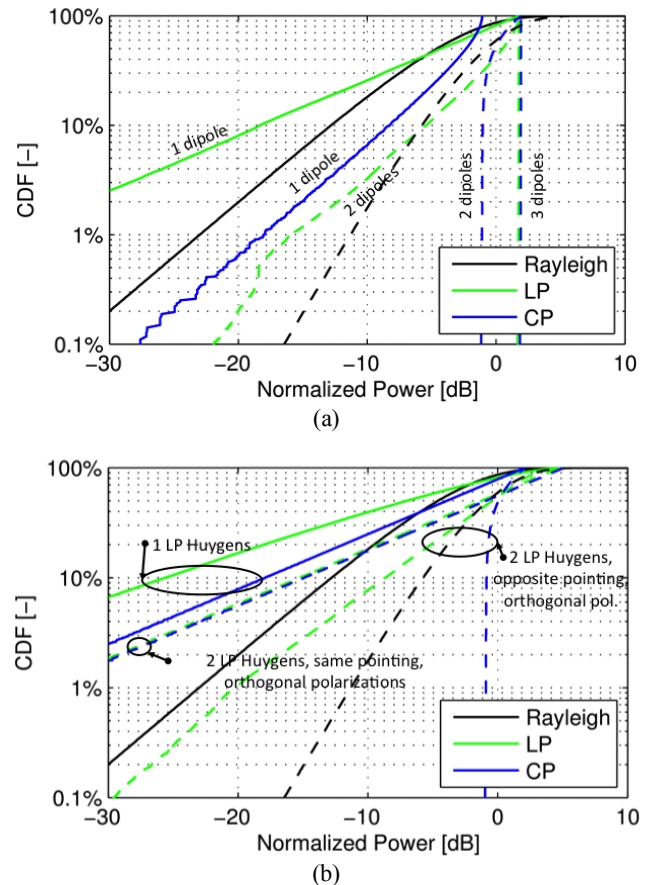 100%
10%
1%
0.1%
CDF [-]
1 dipole
1 dipole
2 dipoles
2 dipoles
3 dipoles
Rayleigh
LP
CP
−30 −20 −10 0 10
Normalized Power [dB]
(a)
100%
10%
1%
0.1%
CDF [-]
1 LP Huygens
2 LP Huygens,
opposite pointing,
orthogonal pol.
2 LP Huygens, same pointing,
orthogonal polarizations
Rayleigh
LP
CP
−30 −20 −10 0 10
Normalized Power [dB]
(b)